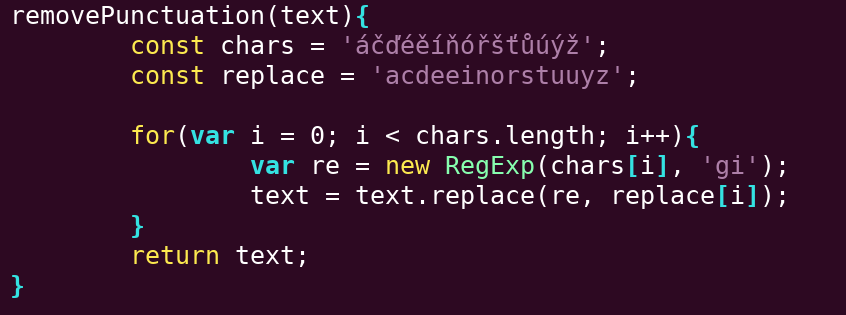 removePunctuation(text){
const chars = 'áčďéěíňóřšťůúýž';
const replace = 'acdeeinorstuuyz';
for(var i = 0; i < chars.length; i++){
var re = new RegExp(chars[i], 'gi');
text = text.replace(re, replace[i]);
}
return text;
}